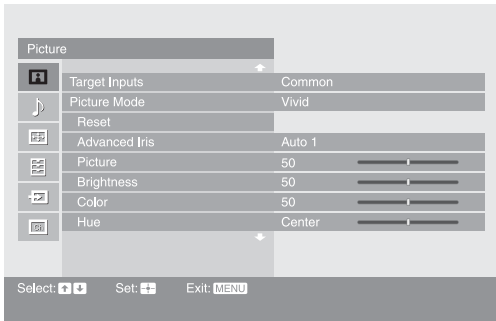 Picture
Target Inputs Common
Picture Mode Vivid
Reset
Advanced Iris Auto 1
Picture 50
Brightness 50
Color 50
Hue Center
Select: Set: Exit: MENU